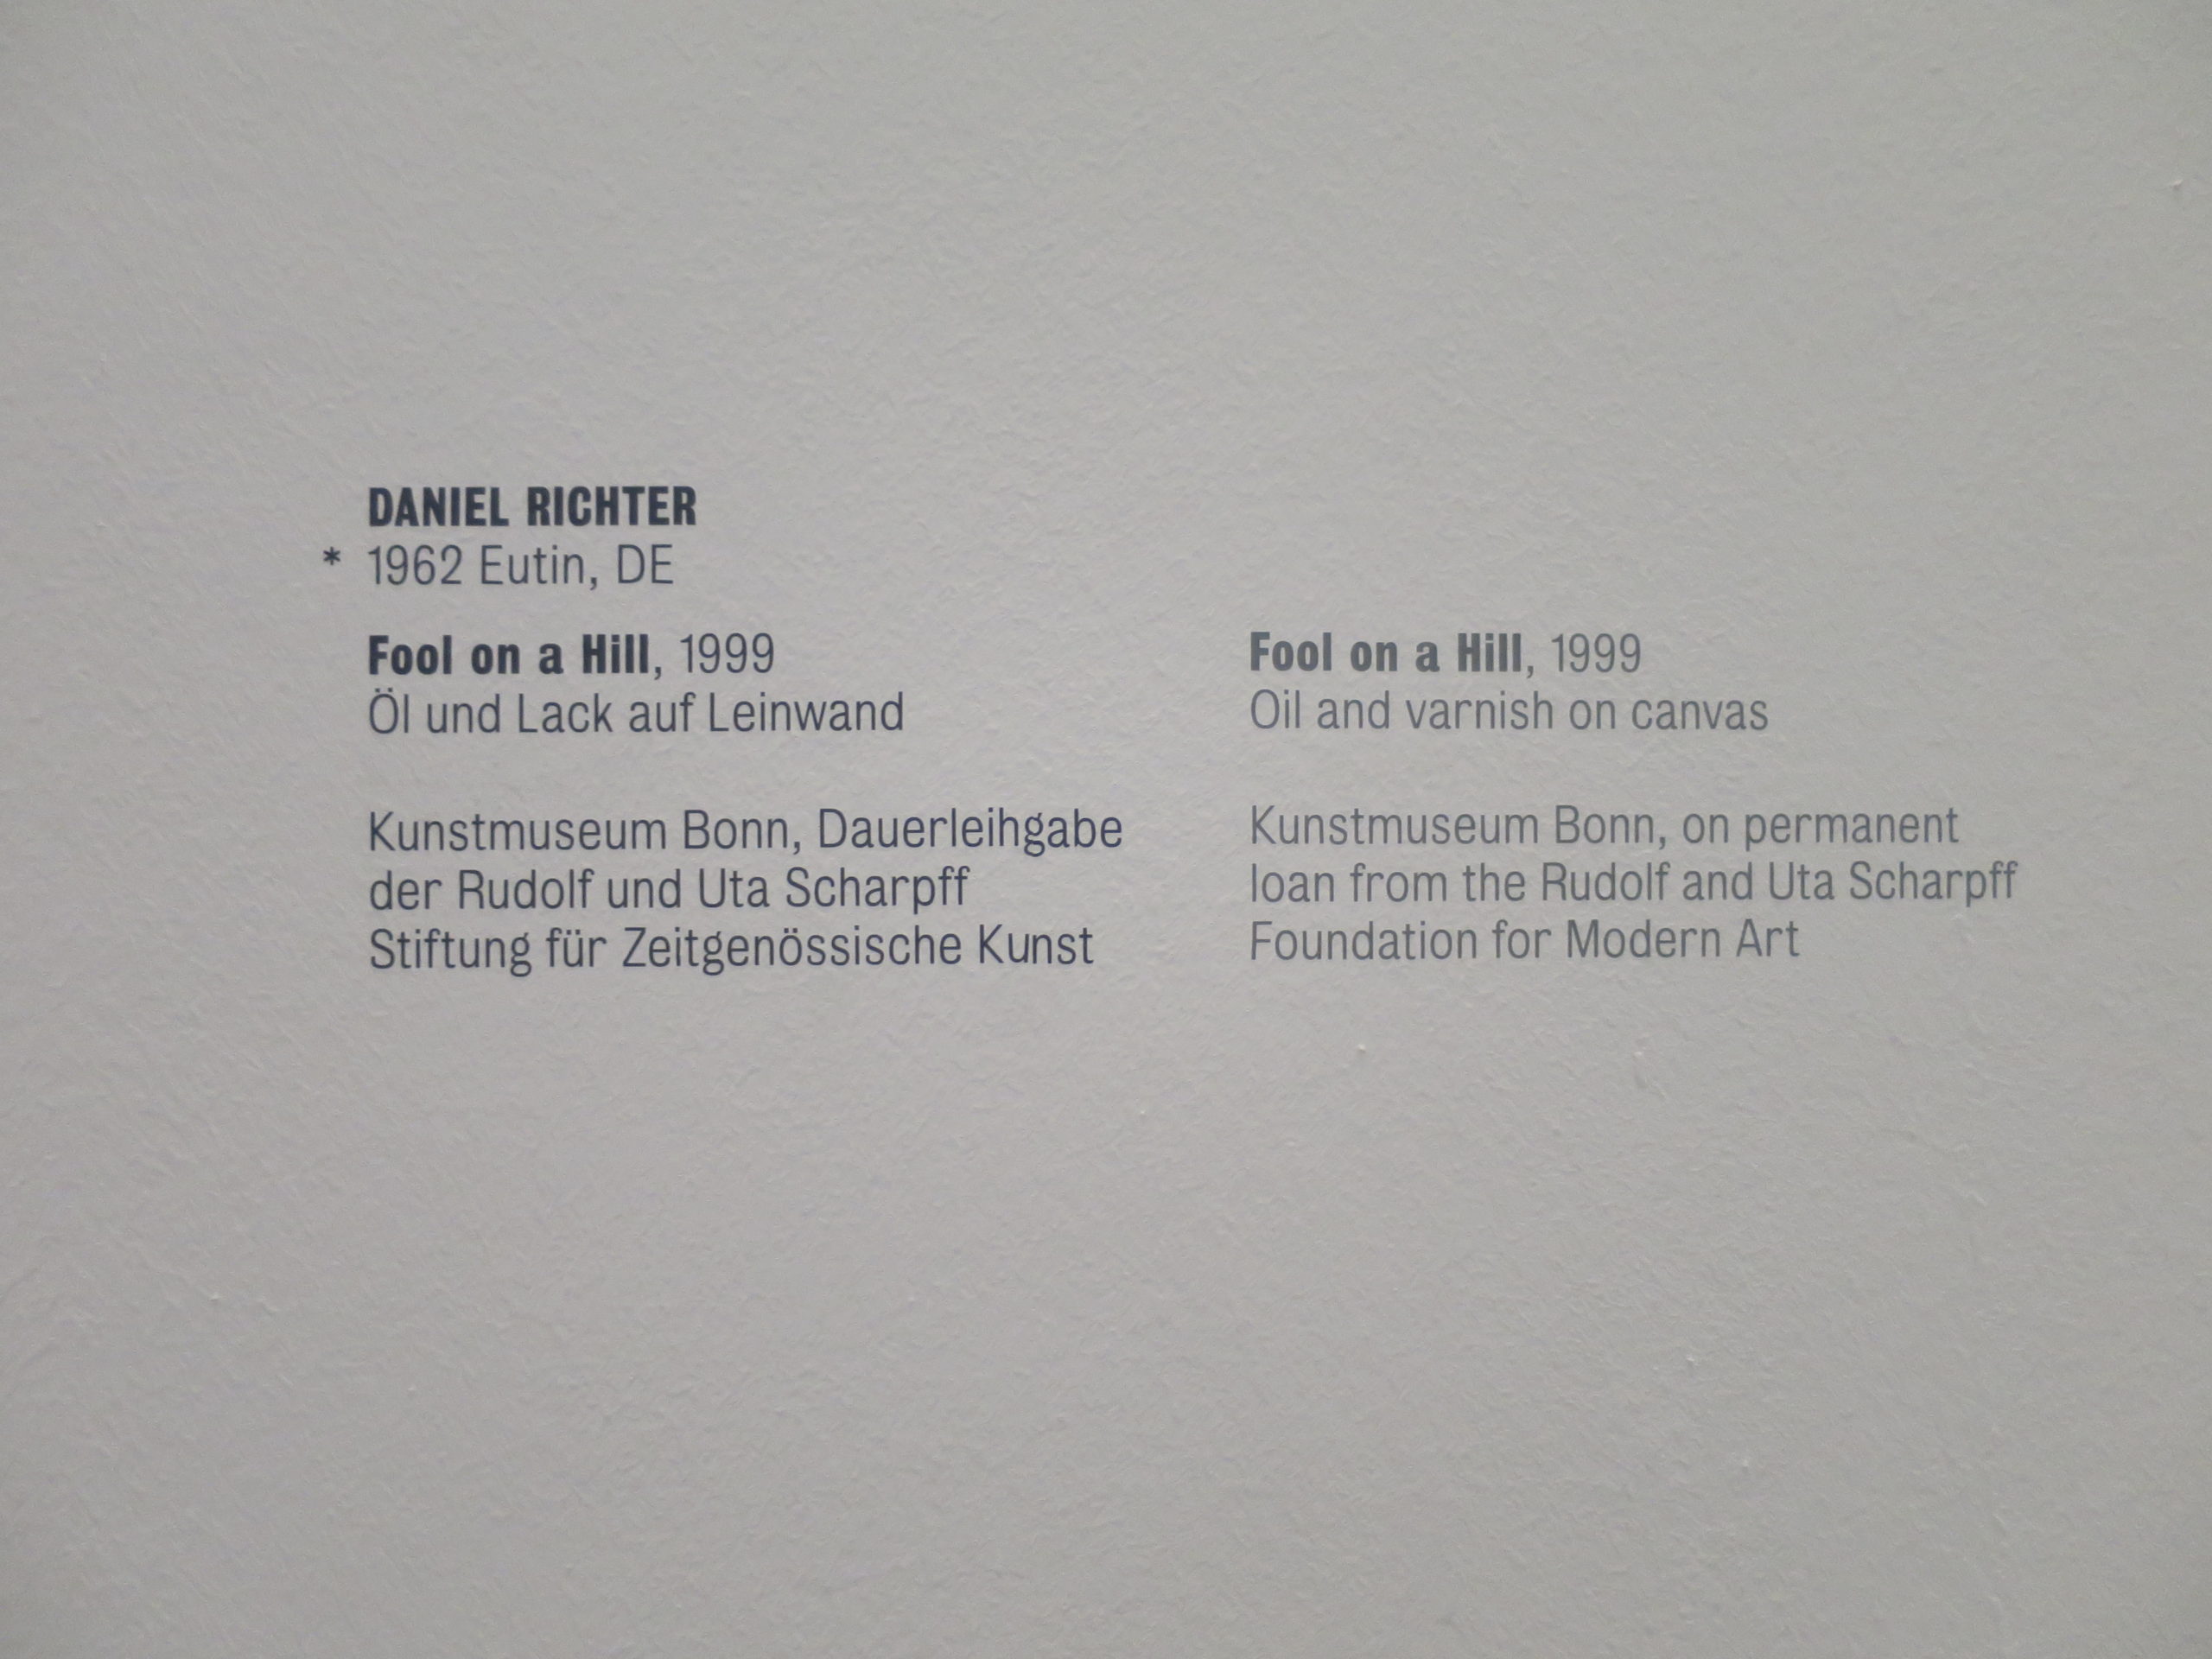 DANIEL RICHTER
* 1962 Eutin, DE
Fool on a Hill, 1999
Öl und Lack auf Leinwand
Kunstmuseum Bonn, Dauerleihgabe
der Rudolf und Uta Scharpff
Stiftung für Zeitgenössische Kunst
Fool on a Hill, 1999
Oil and varnish on canvas
Kunstmuseum Bonn, on permanent
loan from the Rudolf and Uta Scharpff
Foundation for Modern Art